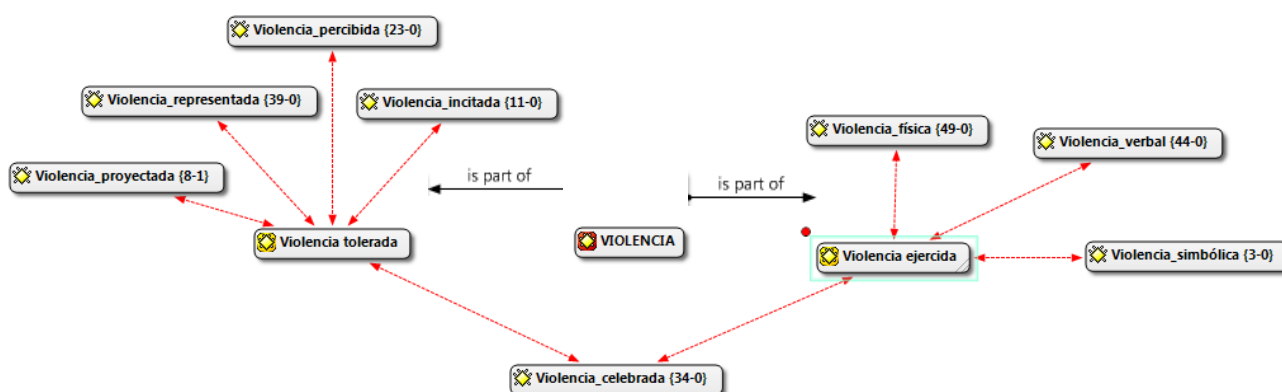 Violencia_percibida {23-0}
Violencia_representada {39-0}
Violencia_incitada {11-0}
Violencia_física {49-0}
Violencia_verbal {44-0}
Violencia_proyectada {8-1}
is part of
is part of
Violencia tolerada
VIOLENCIA
Violencia ejercida
Violencia_simbólica {3-0}
Violencia_celebrada {34-0}